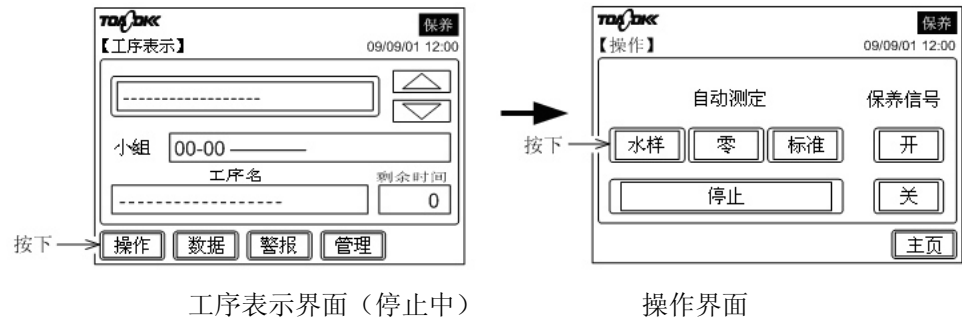 TOADKK
保养
【工序表示】
09/09/01 12:00
-----------------
小组 00-00 ————
工序名
剩余时间
------------------
0
按下
操作 数据 警报 管理
工序表示界面（停止中）
TOADKK
保养
【操作】
09/09/01 12:00
自动测定 保养信号
按下
水样 零 标准 开
停止 关
主页
操作界面